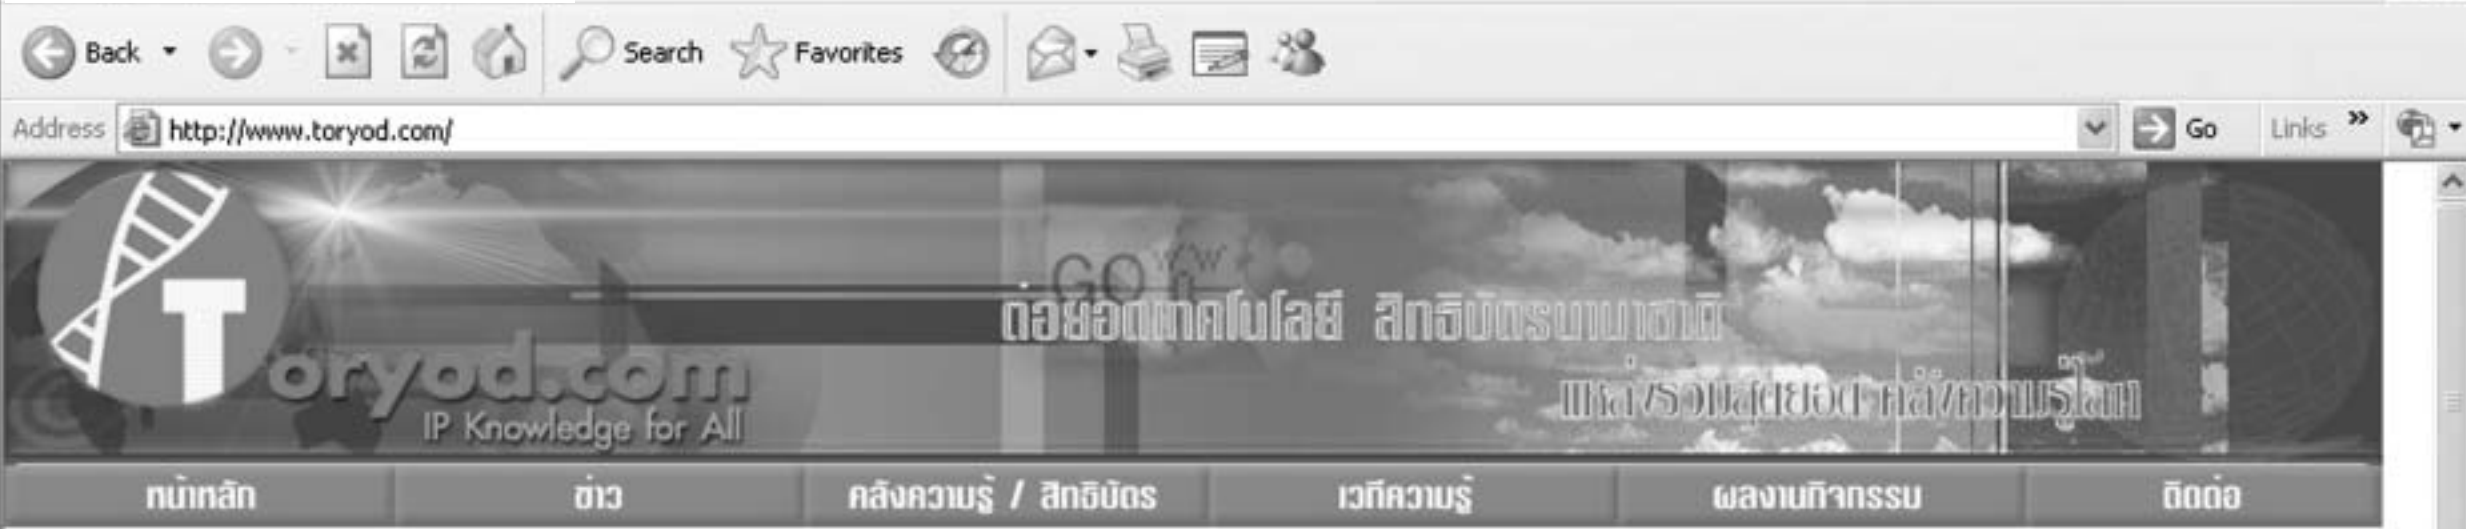 Back Search Favorites
Address http://www.toryod.com/ Go Links »
GO WWW
ต่อยอดเทคโนโลยี สิทธิบัตรนานาชาติ
Toryod.com
แหล่งรวมสุดยอด คลังความรู้โลก
IP Knowledge for All
หน้าหลัก ข่าว คลังความรู้ / สิทธิบัตร เวทีความรู้ ผลงานกิจกรรม ติดต่อ